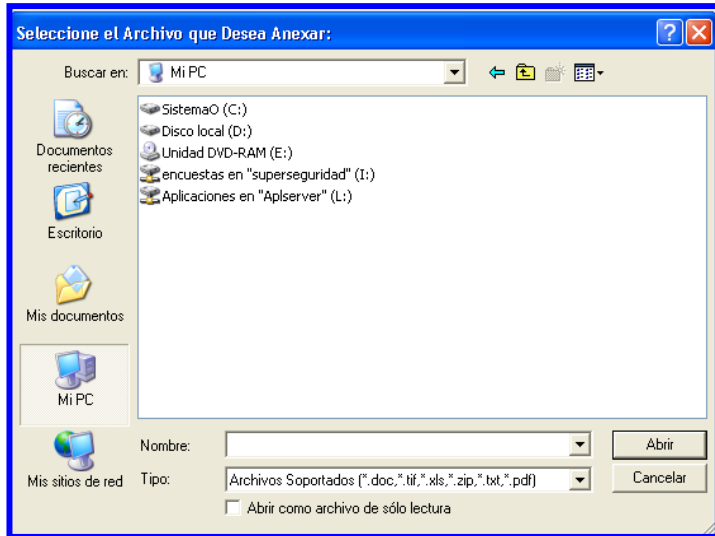 Seleccione el Archivo que Desea Anexar:
Buscar en:
Mi PC
SistemaO (C:)
Disco local (D:)
Unidad DVD-RAM (E:)
encuestas en "superseguridad" (I:)
Aplicaciones en "Aplserver" (L:)
Documentos
recientes
Escritorio
Mis documentos
Mi PC
Mis sitios de red
Nombre:
Abrir
Tipo:
Archivos Soportados (*.doc,*.tif,*.xls,*.zip,*.txt,*.pdf)
Cancelar
Abrir como archivo de sólo lectura